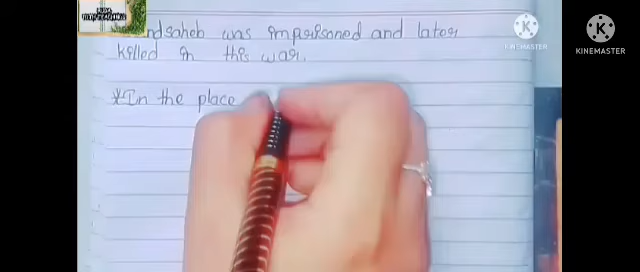 ndsaheb was imprisoned and later
killed in this war.
*In the place
KINEMASTER
KINEMASTER